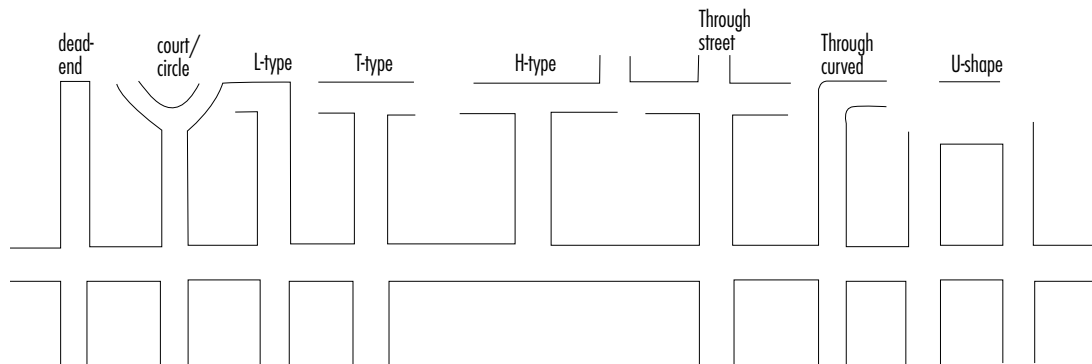 dead-
end
court/
circle
L-type
T-type
H-type
Through
street
Through
curved
U-shape